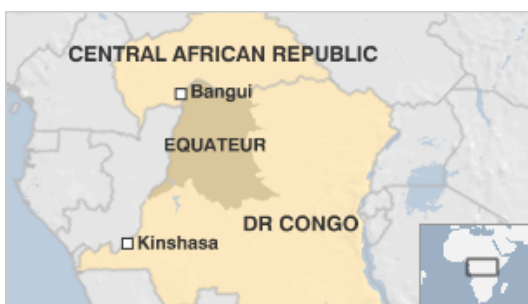 CENTRAL AFRICAN REPUBLIC
Bangui
EQUATEUR
DR CONGO
Kinshasa